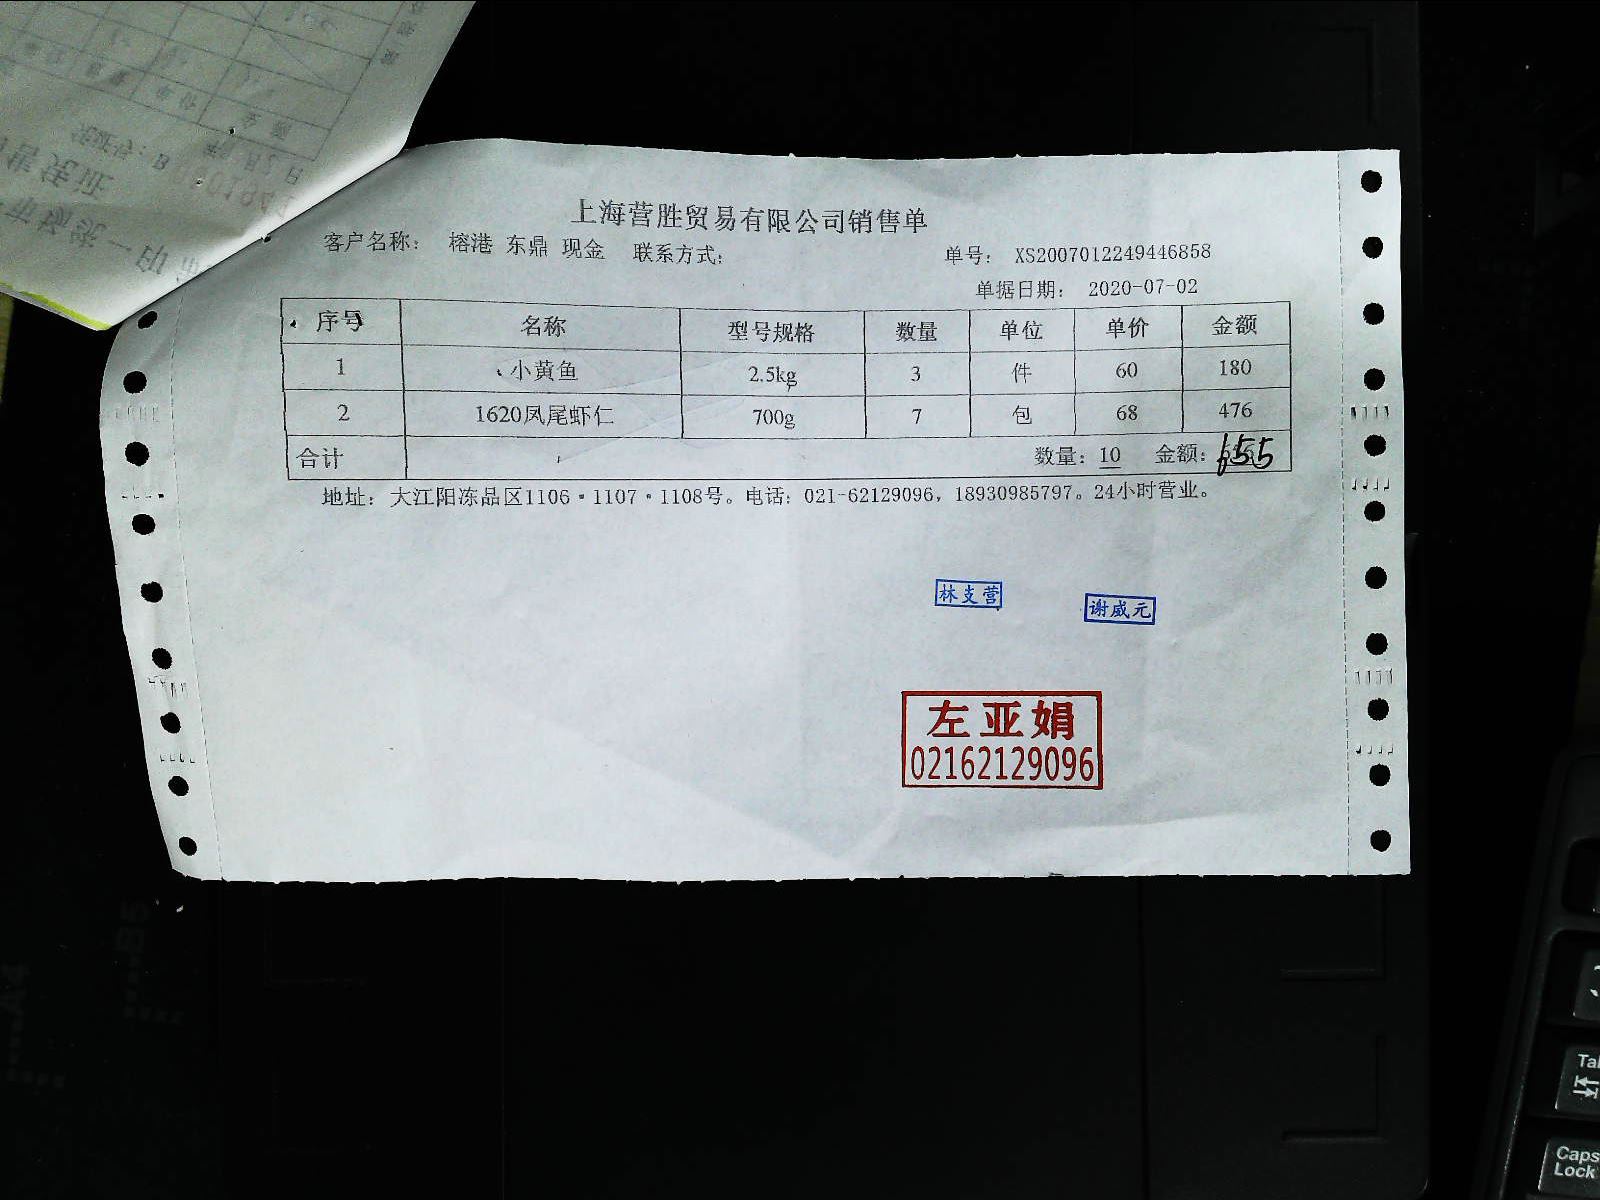 上海营胜贸易有限公司销售单
客户名称： 榕港 东鼎 现金 联系方式： 单号： XS2007012249446858
单据日期： 2020-07-02
序号 名称 型号规格 数量 单位 单价 金额
1 小黄鱼 2.5kg 3 件 60 180
2 1620凤尾虾仁 700g 7 包 68 476
合计 数量：10 金额：655
地址：大江阳冻品区1106·1107·1108号。电话：021-62129096，18930985797。24小时营业。
林支营
谢威元
左亚娟
02162129096
A4
B5
Caps
Lock